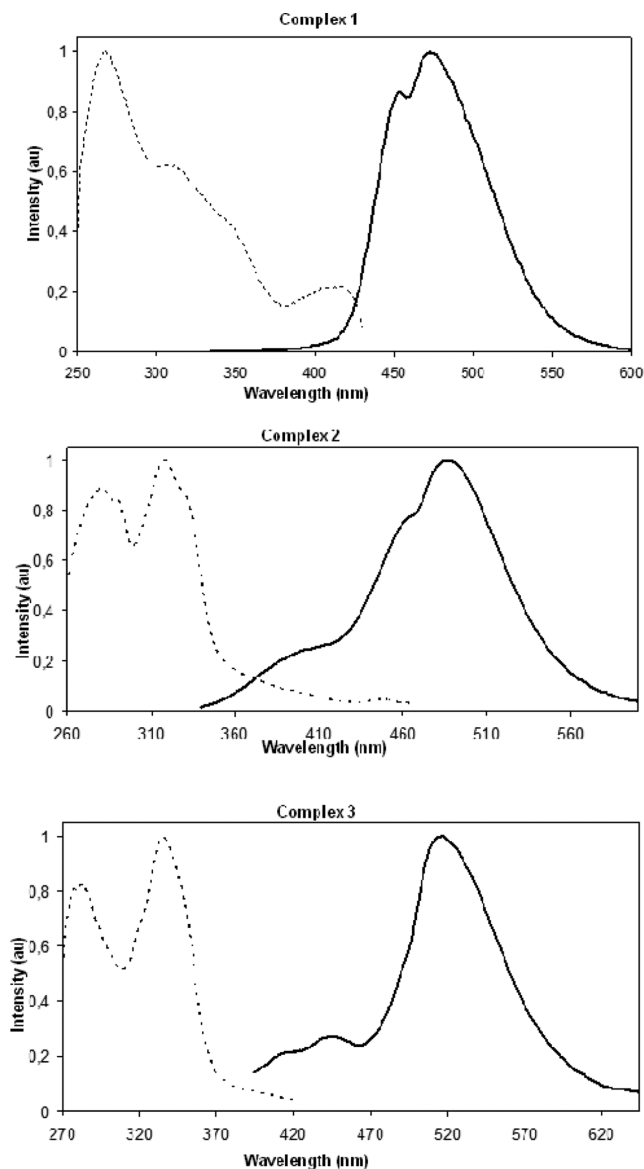 Complex 1
Intensity (au)
1
0,8
0,6
0,4
0,2
0
250 300 350 400 450 500 550 600
Wavelength (nm)
Complex 2
Intensity (au)
1
0,8
0,6
0,4
0,2
0
260 310 360 410 460 510 560
Wavelength (nm)
Complex 3
Intensity (au)
1
0,8
0,6
0,4
0,2
0
270 320 370 420 470 520 570 620
Wavelength (nm)